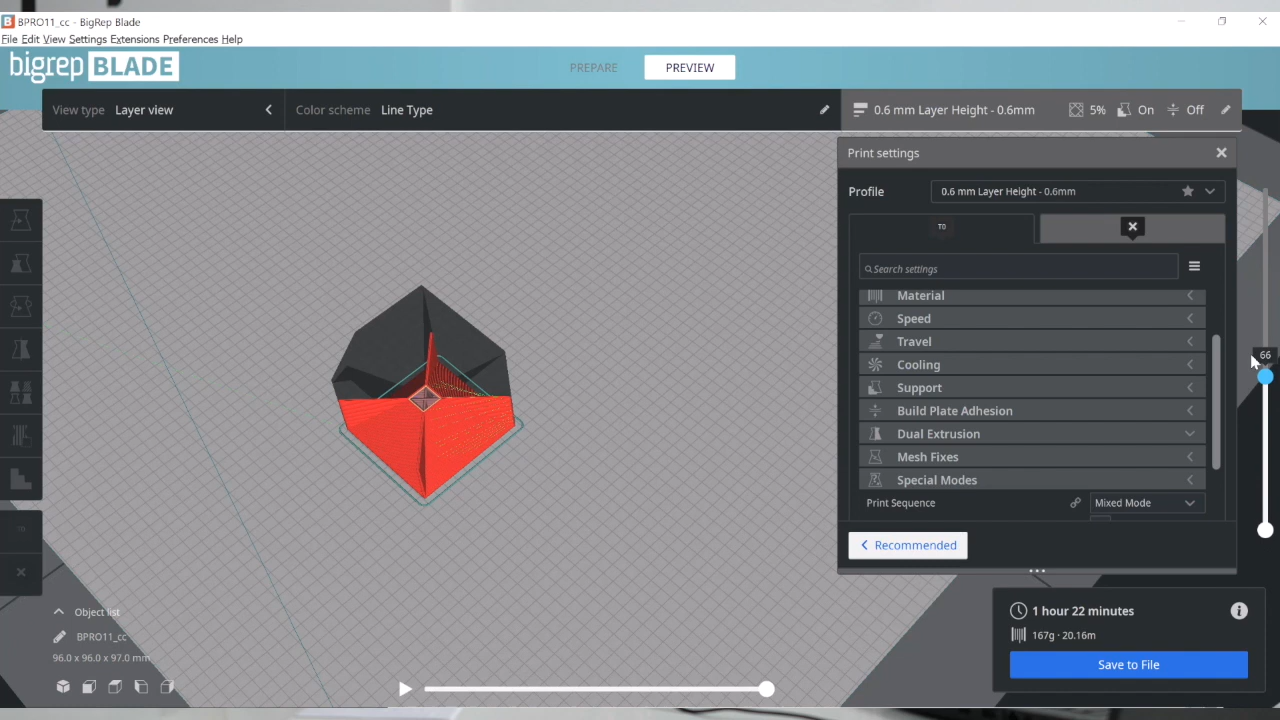 BPRO11_cc - BigRep Blade
File Edit View Settings Extensions Preferences Help
bigrep BLADE
PREPARE
PREVIEW
View type Layer view
Color scheme Line Type
0.6 mm Layer Height - 0.6mm
5%
On
Off
Print settings
Profile
0.6 mm Layer Height - 0.6mm
T0
Search settings
Material
Speed
Travel
Cooling
Support
Build Plate Adhesion
Dual Extrusion
Mesh Fixes
Special Modes
Print Sequence
Mixed Mode
Recommended
66
T0
Object list
BPRO11_cc
96.0 x 96.0 x 97.0 mm
1 hour 22 minutes
167g · 20.16m
Save to File